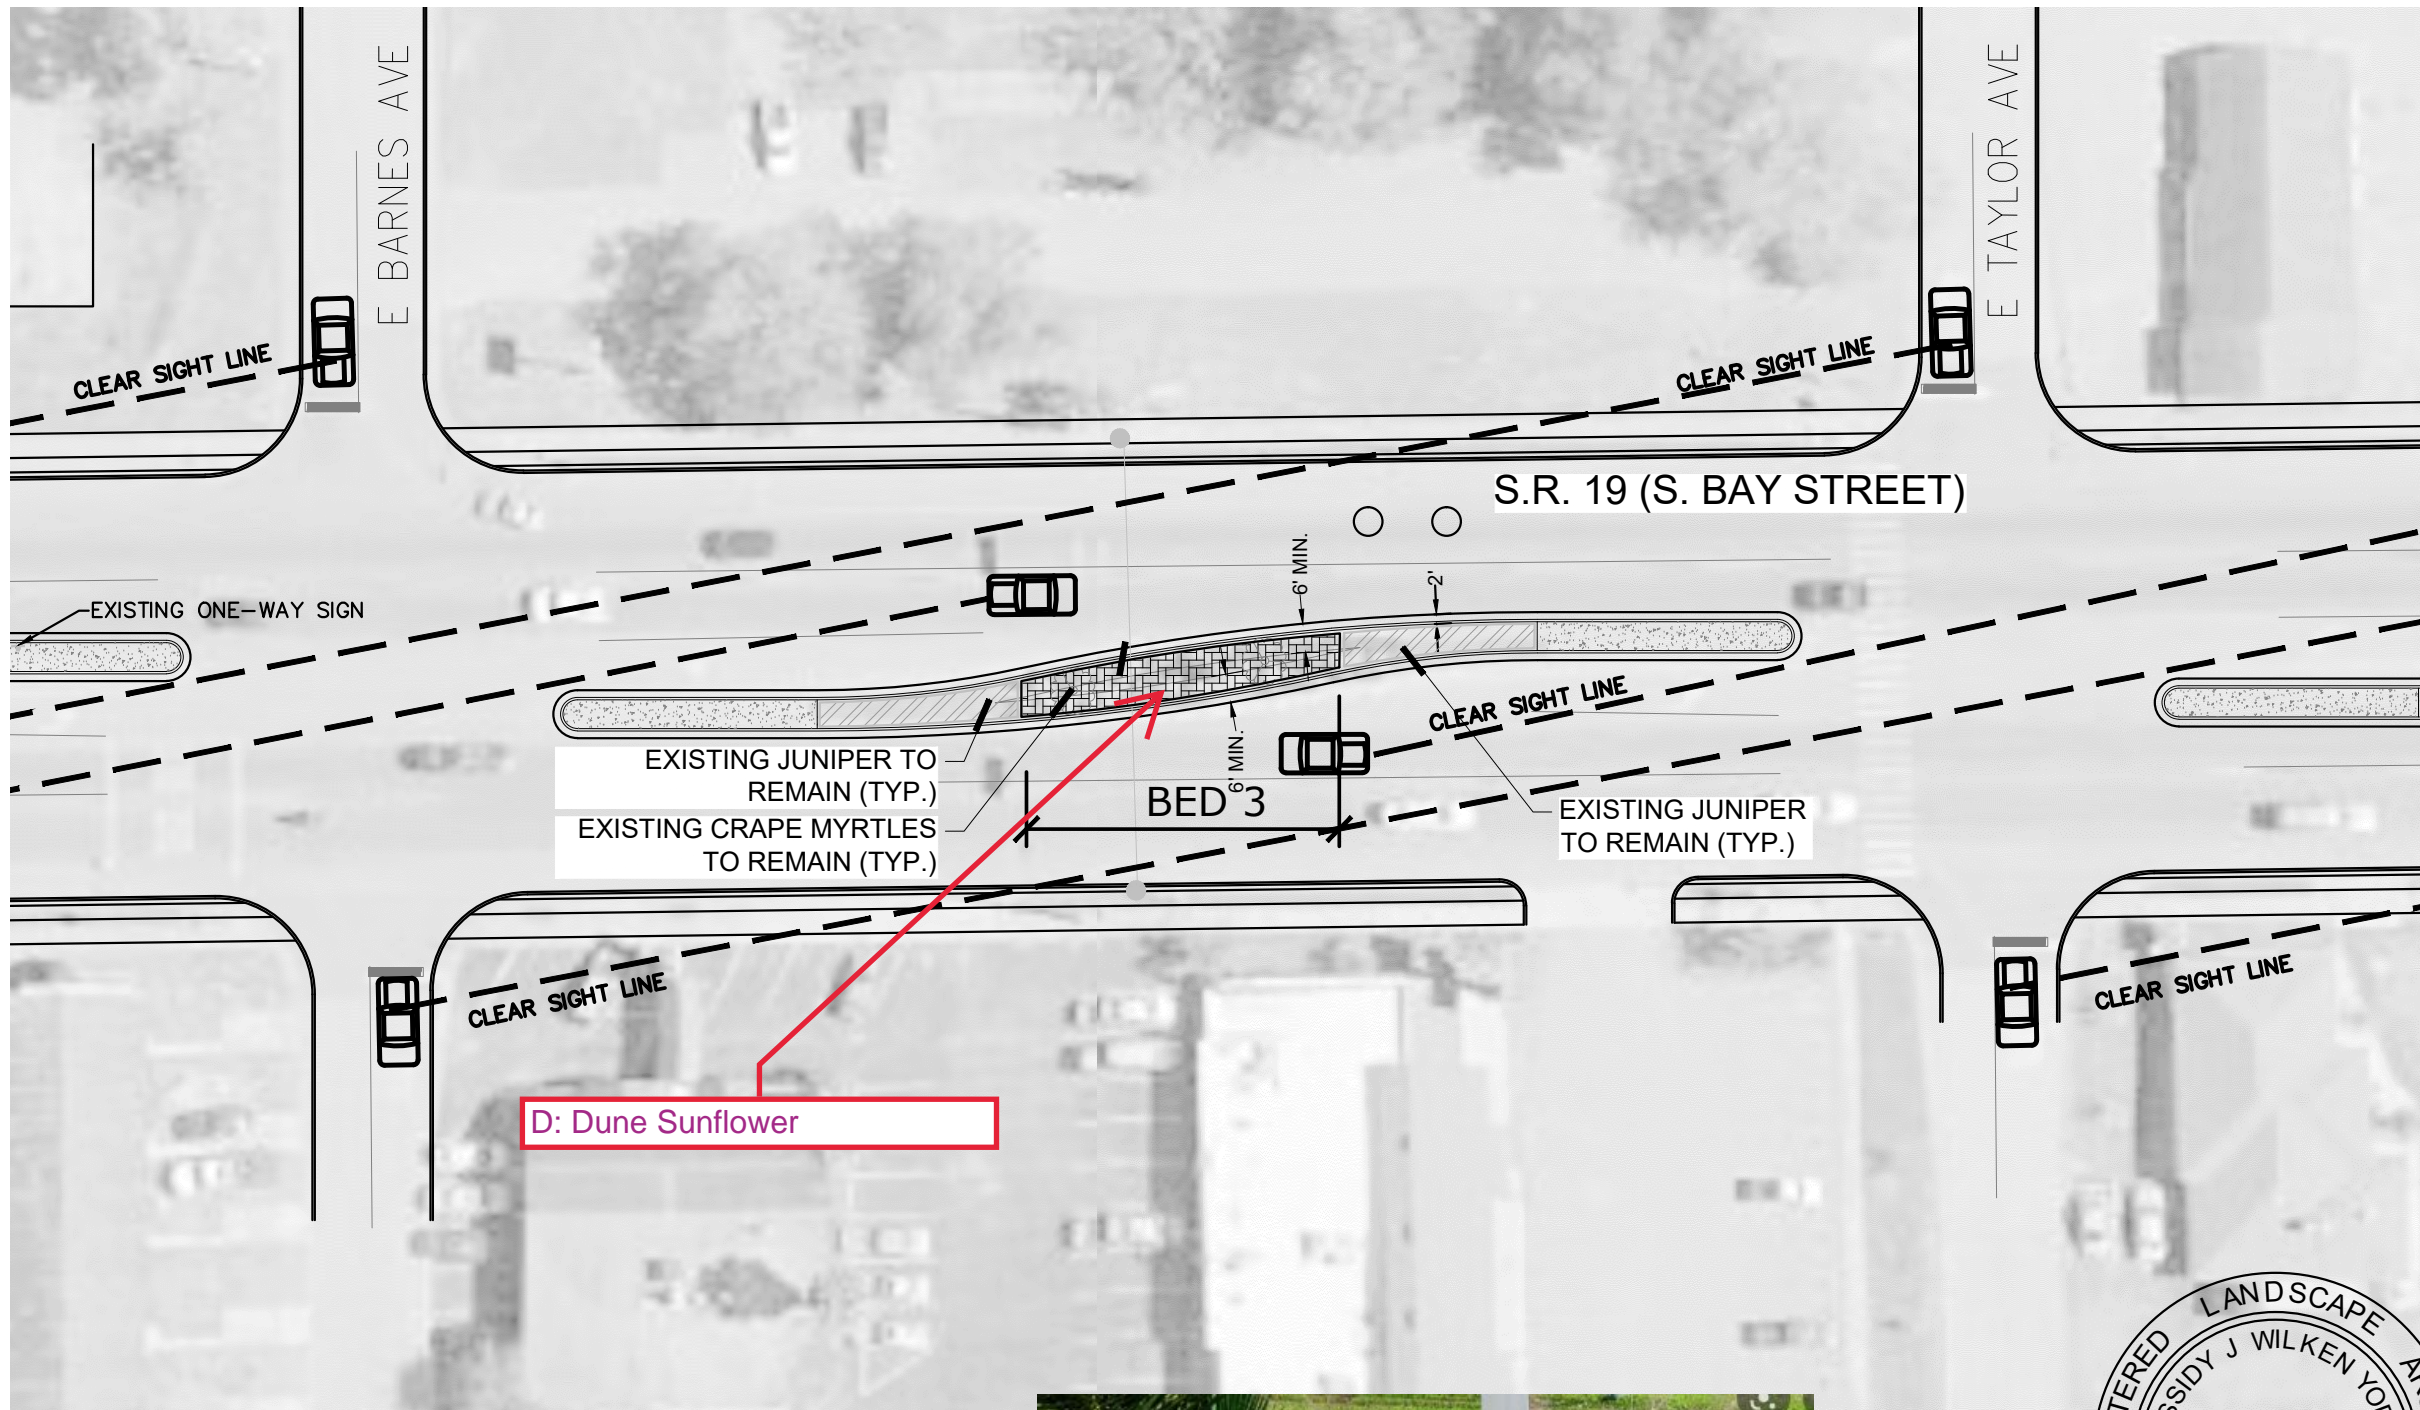 E BARNES AVE
E TAYLOR AVE
CLEAR SIGHT LINE
CLEAR SIGHT LINE
S.R. 19 (S. BAY STREET)
6' MIN.
2'
EXISTING ONE-WAY SIGN
CLEAR SIGHT LINE
EXISTING JUNIPER TO
REMAIN (TYP.)
6' MIN.
BED 3
EXISTING CRAPE MYRTLES
TO REMAIN (TYP.)
EXISTING JUNIPER
TO REMAIN (TYP.)
CLEAR SIGHT LINE
CLEAR SIGHT LINE
D: Dune Sunflower
LANDSCAPE
J WILKEN